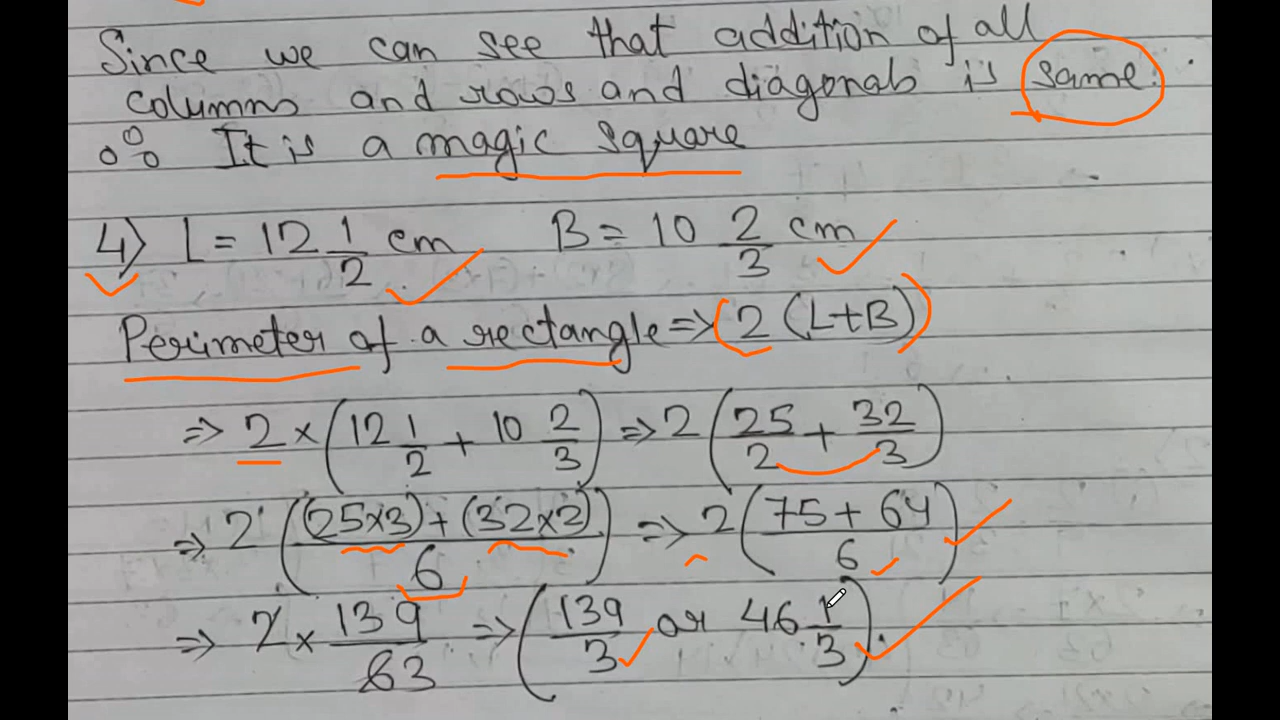 Since we can see that addition of all
columns and rows and diagonals is same.
∴ It is a magic square
4) L = 12 1/2 cm B = 10 2/3 cm
Perimeter of a rectangle => 2 (L+B)
=> 2 × (12 1/2 + 10 2/3) => 2 (25/2 + 32/3)
=> 2 ((25×3) + (32×2)/6) => 2 (75 + 64/6)
=> 2 × 139/63 => (139/3 or 46 1/3).